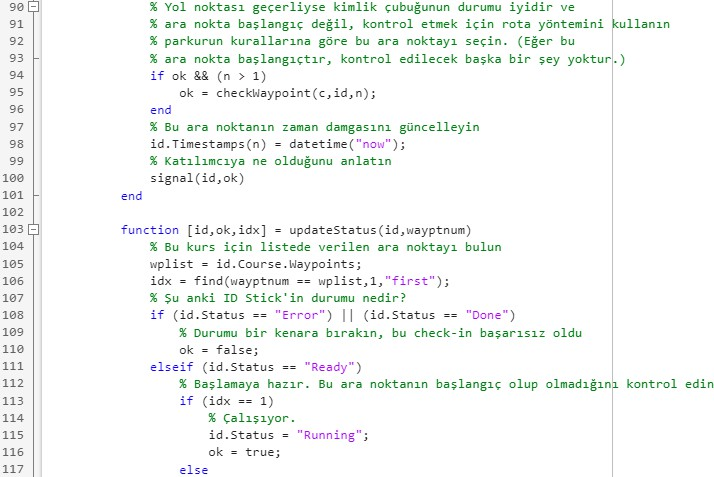 90 % Yol noktası geçerliyse kimlik çubuğunun durumu iyidir ve
91 % ara nokta başlangıç değil, kontrol etmek için rota yöntemini kullanın
92 % parkurun kurallarına göre bu ara noktayı seçin. (Eğer bu
93 % ara nokta başlangıçtır, kontrol edilecek başka bir şey yoktur.)
94 if ok && (n > 1)
95 ok = checkWaypoint(c,id,n);
96 end
97 % Bu ara noktanın zaman damgasını güncelleyin
98 id.Timestamps(n) = datetime("now");
99 % Katılımcıya ne olduğunu anlatın
100 signal(id,ok)
101 end
102
103 function [id,ok,idx] = updateStatus(id,wayptnum)
104 % Bu kurs için listede verilen ara noktayı bulun
105 wplist = id.Course.Waypoints;
106 idx = find(wayptnum == wplist,1,"first");
107 % Şu anki ID Stick'in durumu nedir?
108 if (id.Status == "Error") || (id.Status == "Done")
109 % Durumu bir kenara bırakın, bu check-in başarısız oldu
110 ok = false;
111 elseif (id.Status == "Ready")
112 % Başlamaya hazır. Bu ara noktanın başlangıç olup olmadığını kontrol edin
113 if (idx == 1)
114 % Çalışıyor.
115 id.Status = "Running";
116 ok = true;
117 else